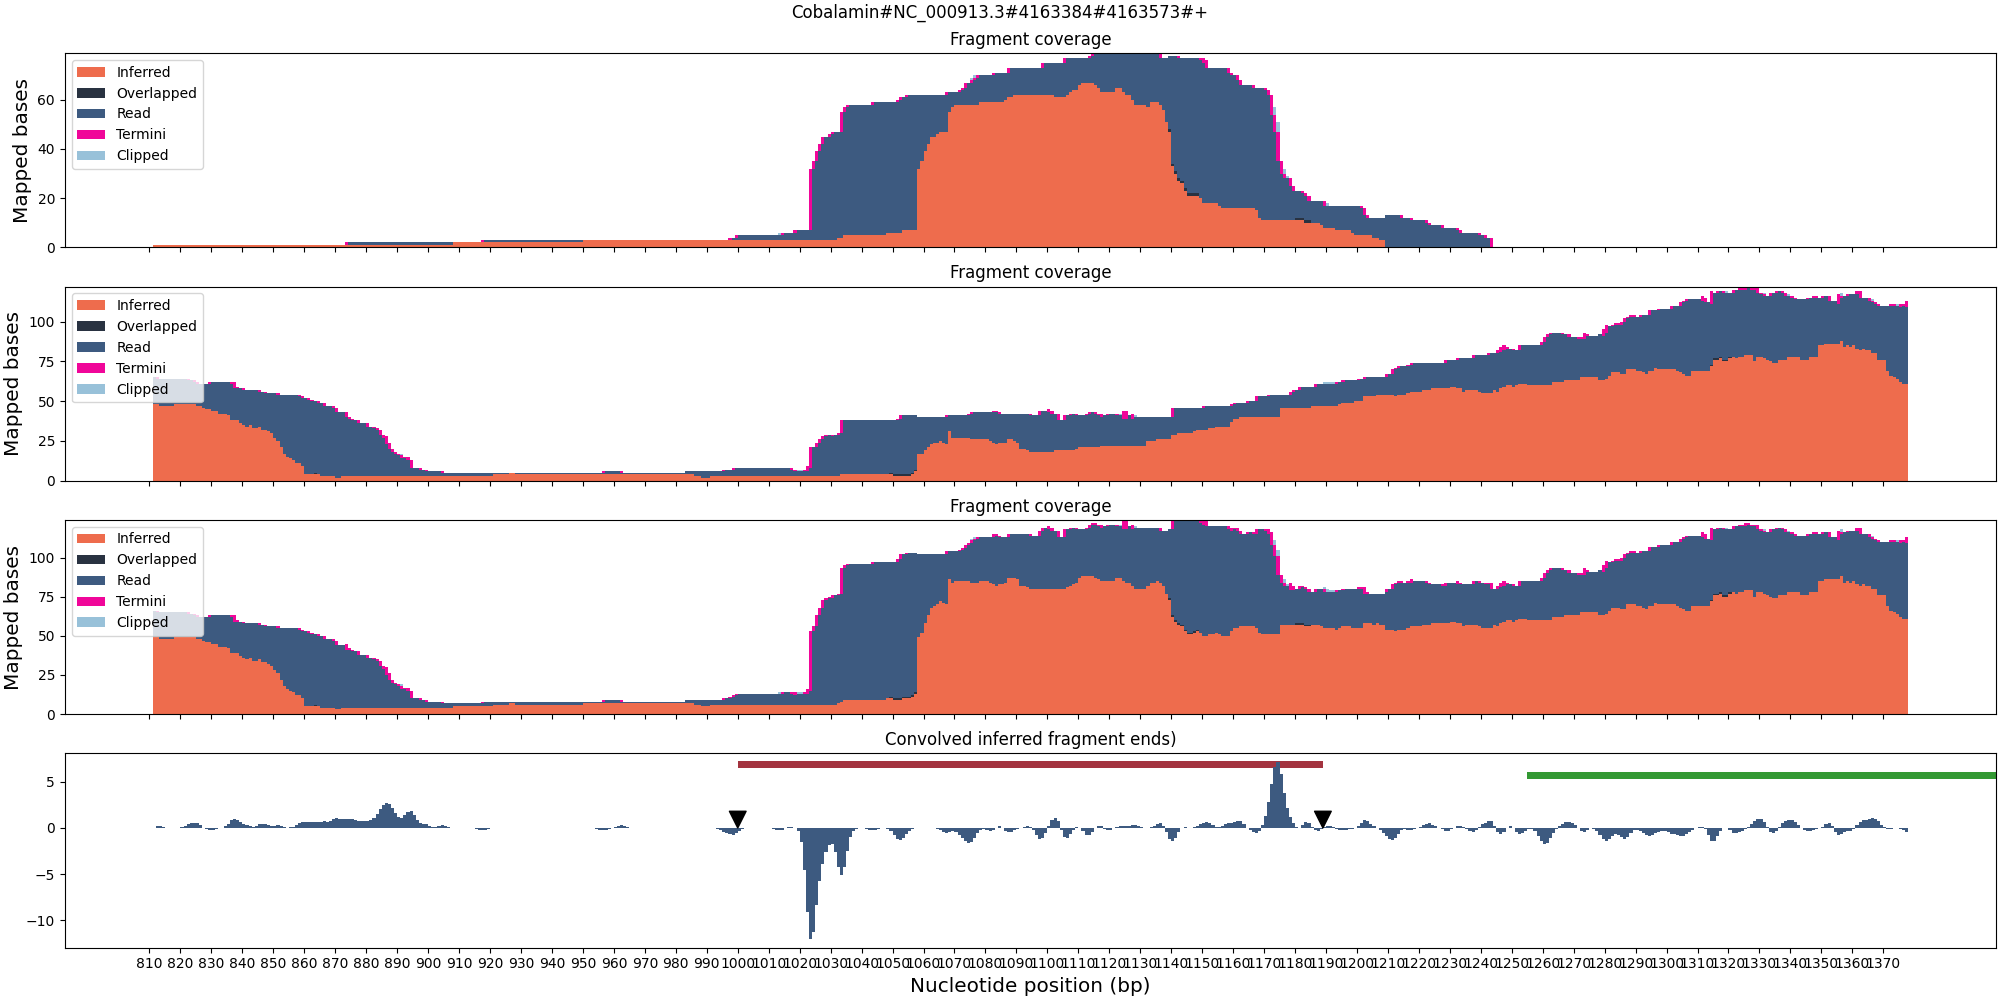 Cobalamin#NC_000913.3#4163384#4163573#+
Fragment coverage
Mapped bases
60
40
20
0
Inferred
Overlapped
Read
Termini
Clipped
Fragment coverage
Mapped bases
100
75
50
25
0
Inferred
Overlapped
Read
Termini
Clipped
Fragment coverage
Mapped bases
100
75
50
25
0
Inferred
Overlapped
Read
Termini
Clipped
Convolved inferred fragment ends)
5
0
−5
−10
810 820 830 840 850 860 870 880 890 900 910 920 930 940 950 960 970 980 990 1000 1010 1020 1030 1040 1050 1060 1070 1080 1090 1100 1110 1120 1130 1140 1150 1160 1170 1180 1190 1200 1210 1220 1230 1240 1250 1260 1270 1280 1290 1300 1310 1320 1330 1340 1350 1360 1370
Nucleotide position (bp)